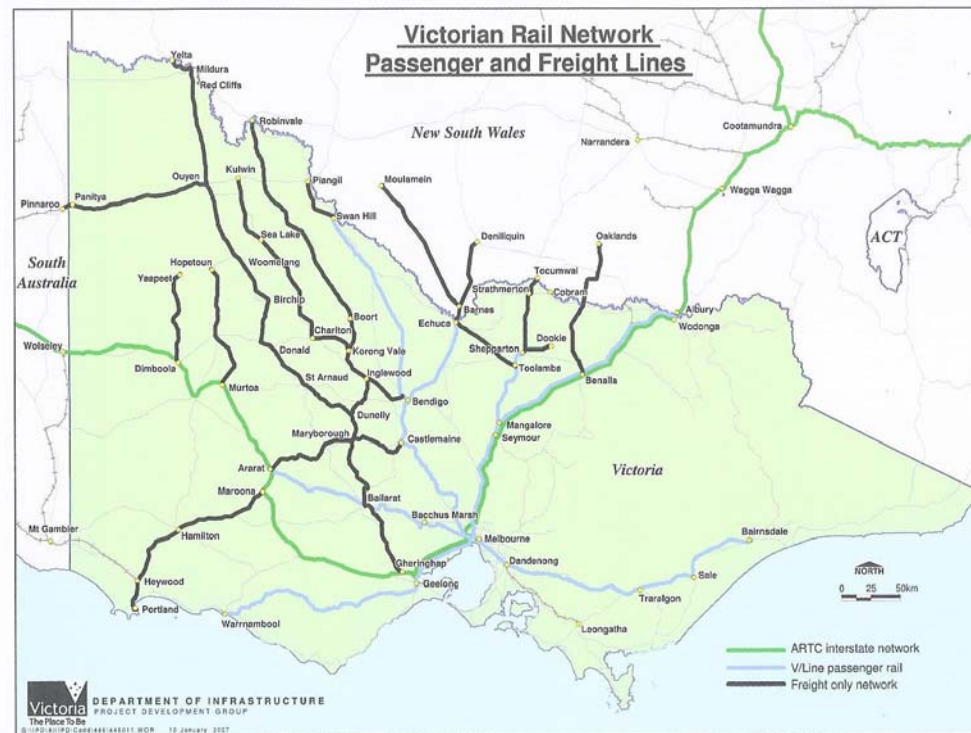 Victorian Rail Network
Passenger and Freight Lines
Yelta
Mildura
Red Cliffs
Robinvale
New South Wales
Cootamundra
Narrandera
Kulwin
Piangil
Moulamein
Ouyen
Wagga Wagga
Panitya
Pinnaroo
Swan Hill
ACT
Deniliquin
Oaklands
Sea Lake
South
Australia
Hopetoun
Woomelang
Yaapeet
Tocumwal
Strathmerton
Cobram
Birchip
Barnes
Albury
Boort
Echuca
Wodonga
Charlton
Wolseley
Donald
Korong Vale
Shepparton
Dookie
Dimboola
St Arnaud
Inglewood
Toolamba
Murtoa
Benalla
Bendigo
Dunolly
Mangalore
Maryborough
Castlemaine
Seymour
Ararat
Victoria
Maroona
Ballarat
Bacchus Marsh
Mt Gambier
Hamilton
Melbourne
Bairnsdale
Dandenong
Gheringhap
Heywood
Geelong
Sale
NORTH
Traralgon
0 25 50km
Portland
Warrnambool
Leongatha
ARTC interstate network
V/Line passenger rail
Freight only network
Victoria
The Place To Be
DEPARTMENT OF INFRASTRUCTURE
PROJECT DEVELOPMENT GROUP
10 January 2007